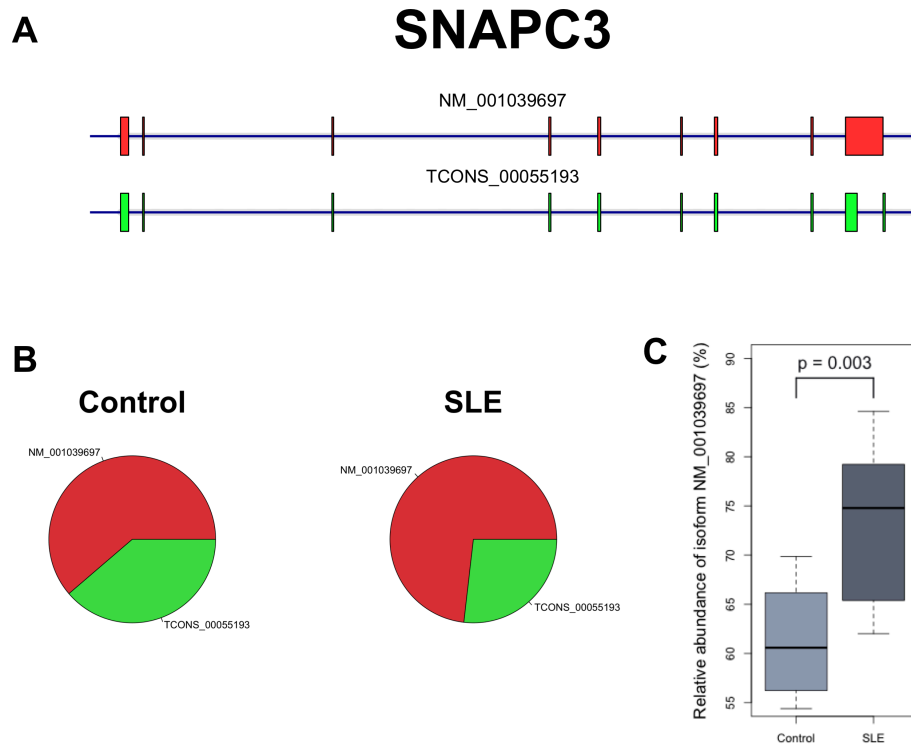 A
SNAPC3
NM_001039697
TCONS_00055193
B
Control
SLE
NM_001039697
TCONS_00055193
NM_001039697
TCONS_00055193
C
Relative abundance of isoform NM_001039697 (%)
90
85
80
75
70
65
60
55
p = 0.003
Control
SLE